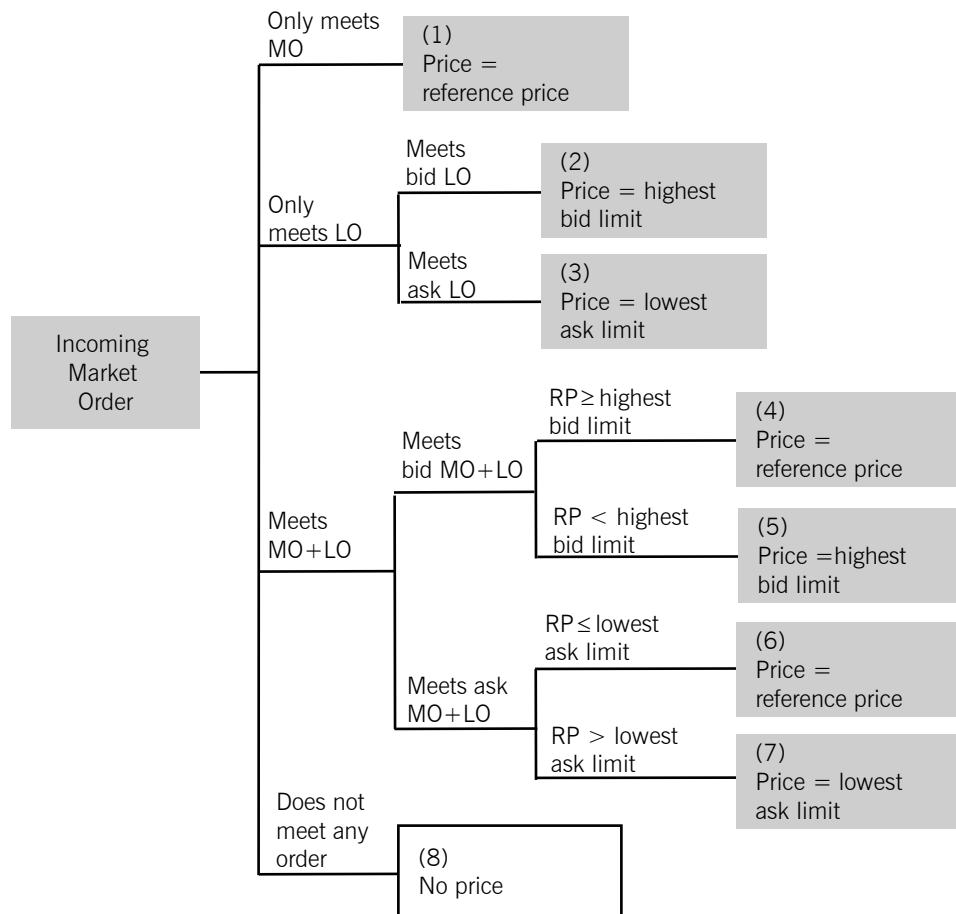 Only meets
MO
(1)
Price =
reference price
Only
meets LO
Meets
bid LO
(2)
Price = highest
bid limit
Meets
ask LO
(3)
Price = lowest
ask limit
Incoming
Market
Order
Meets
MO+LO
Meets
bid MO+LO
RP≥highest
bid limit
(4)
Price =
reference price
RP < highest
bid limit
(5)
Price =highest
bid limit
Meets ask
MO+LO
RP≤lowest
ask limit
(6)
Price =
reference price
RP > lowest
ask limit
(7)
Price = lowest
ask limit
Does not
meet any
order
(8)
No price